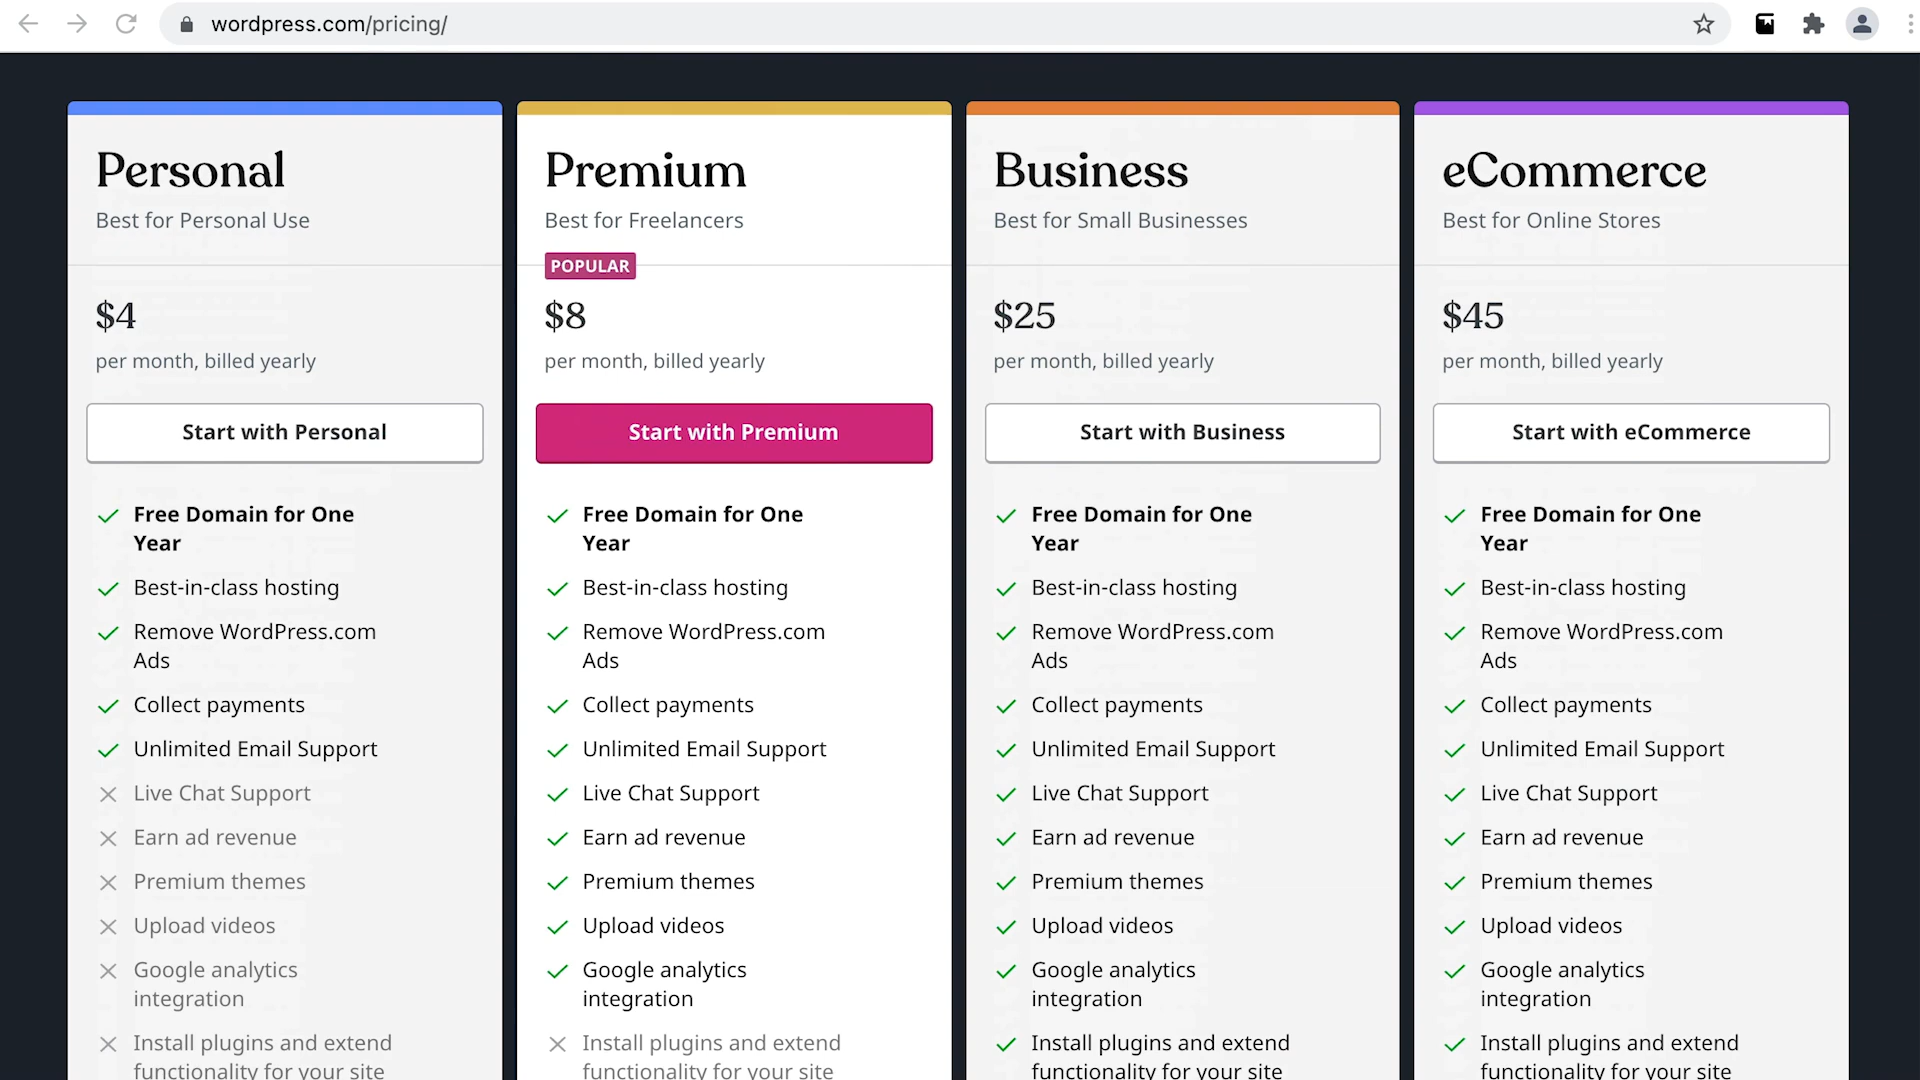 wordpress.com/pricing/
Personal
Best for Personal Use
$4
per month, billed yearly
Start with Personal
Free Domain for One
Year
Best-in-class hosting
Remove WordPress.com
Ads
Collect payments
Unlimited Email Support
Live Chat Support
Earn ad revenue
Premium themes
Upload videos
Google analytics
integration
Install plugins and extend
functionality for your site
Premium
Best for Freelancers
POPULAR
$8
per month, billed yearly
Start with Premium
Free Domain for One
Year
Best-in-class hosting
Remove WordPress.com
Ads
Collect payments
Unlimited Email Support
Live Chat Support
Earn ad revenue
Premium themes
Upload videos
Google analytics
integration
Install plugins and extend
functionality for your site
Business
Best for Small Businesses
$25
per month, billed yearly
Start with Business
Free Domain for One
Year
Best-in-class hosting
Remove WordPress.com
Ads
Collect payments
Unlimited Email Support
Live Chat Support
Earn ad revenue
Premium themes
Upload videos
Google analytics
integration
Install plugins and extend
functionality for your site
eCommerce
Best for Online Stores
$45
per month, billed yearly
Start with eCommerce
Free Domain for One
Year
Best-in-class hosting
Remove WordPress.com
Ads
Collect payments
Unlimited Email Support
Live Chat Support
Earn ad revenue
Premium themes
Upload videos
Google analytics
integration
Install plugins and extend
functionality for your site